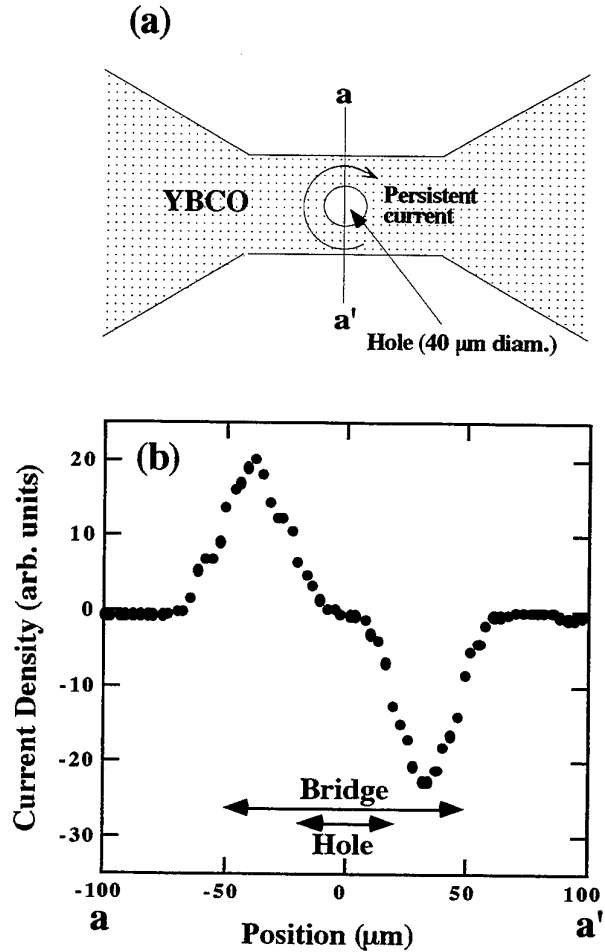 (a)
a
YBCO
Persistent
current
a'
Hole (40 µm diam.)
(b)
20
10
0
-10
-20
-30
Current Density (arb. units)
Bridge
Hole
-100
-50
0
50
100
a
Position (µm)
a'